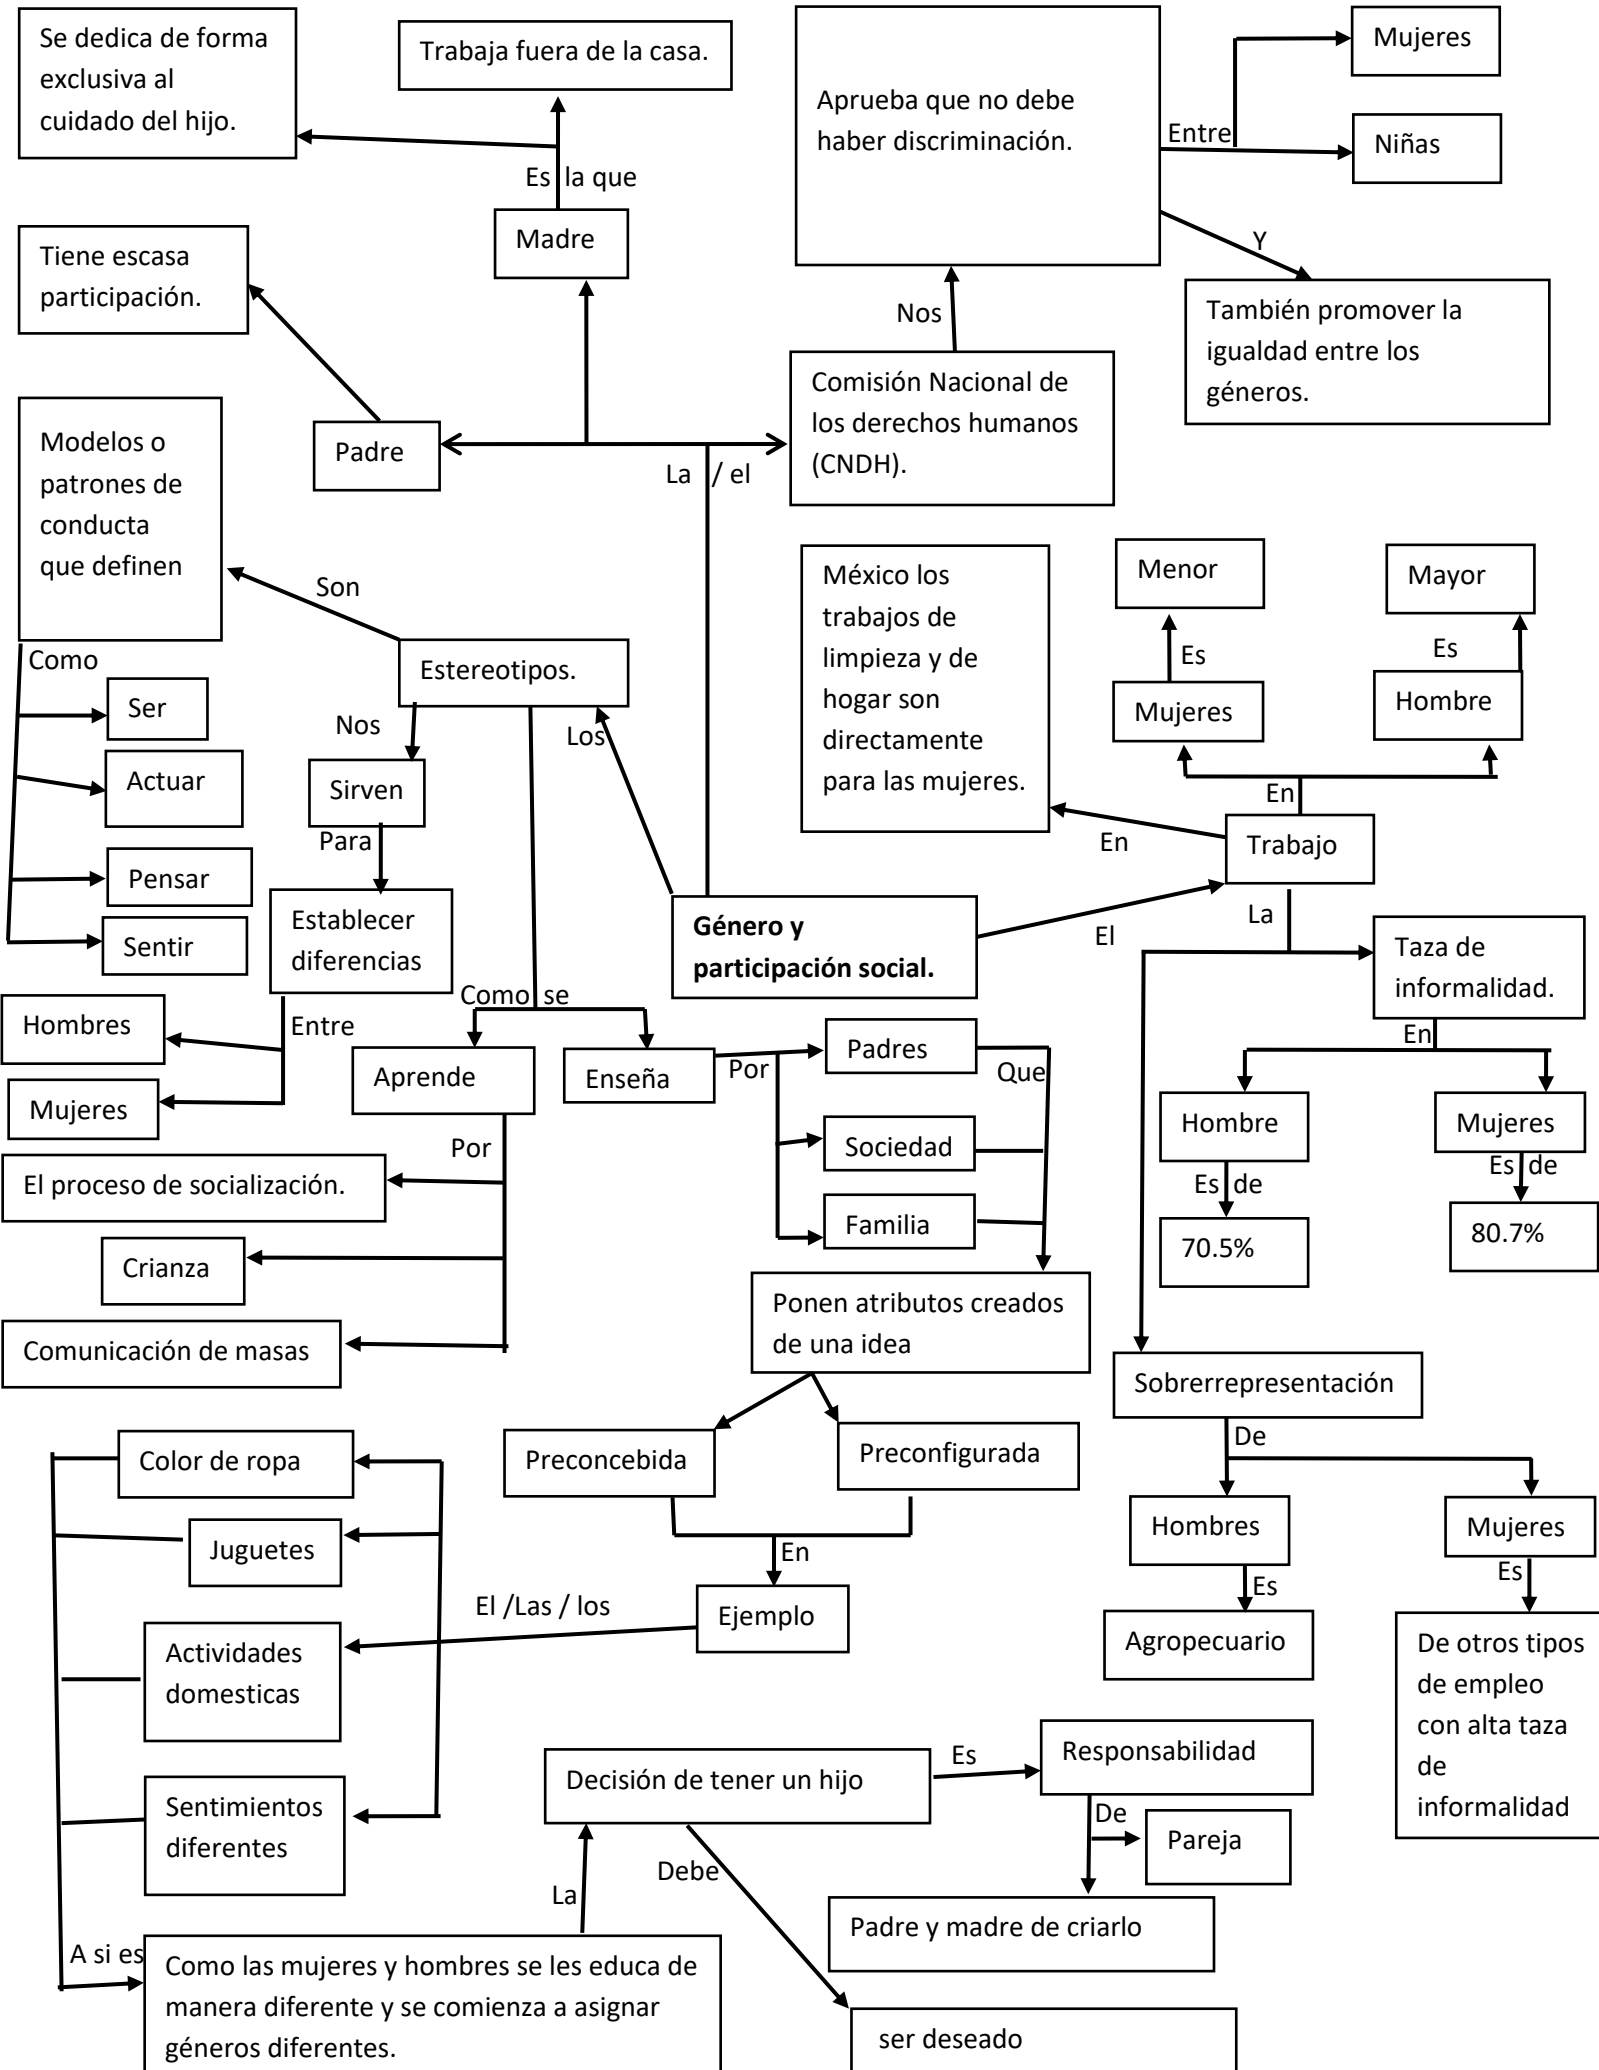 Se dedica de forma
exclusiva al
cuidado del hijo.
Trabaja fuera de la casa.
Es la que
Madre
Aprueba que no debe
haber discriminación.
Entre
Mujeres
Niñas
Y
También promover la
igualdad entre los
géneros.
Nos
Comisión Nacional de
los derechos humanos
(CNDH).
Tiene escasa
participación.
Padre
La / el
Modelos o
patrones de
conducta
que definen
Son
Como
Ser
Actuar
Pensar
Sentir
Estereotipos.
Nos
Sirven
Para
Establecer
diferencias
Entre
Hombres
Mujeres
Los
México los
trabajos de
limpieza y de
hogar son
directamente
para las mujeres.
Menor
Es
Mujeres
Mayor
Es
Hombre
En
En
Trabajo
Género y
participación social.
El
La
Taza de
informalidad.
En
Hombre
Es de
70.5%
Mujeres
Es de
80.7%
Como se
Aprende
Enseña
Por
Padres
Sociedad
Familia
Que
Por
El proceso de socialización.
Crianza
Comunicación de masas
Ponen atributos creados
de una idea
Preconcebida
Preconfigurada
En
Ejemplo
El /Las / los
Color de ropa
Juguetes
Actividades
domesticas
Sentimientos
diferentes
A si es
Como las mujeres y hombres se les educa de
manera diferente y se comienza a asignar
géneros diferentes.
La
Decisión de tener un hijo
Es
Responsabilidad
De
Pareja
Padre y madre de criarlo
Debe
ser deseado
Sobrerrepresentación
De
Hombres
Es
Agropecuario
Mujeres
Es
De otros tipos
de empleo
con alta taza
de
informalidad